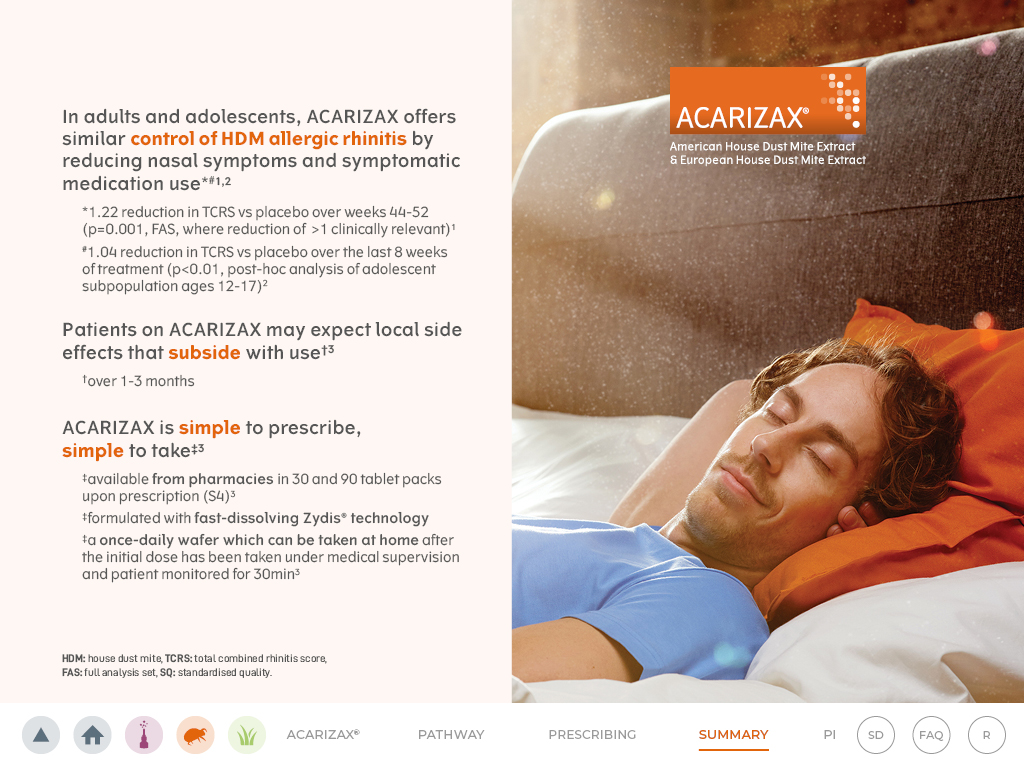 In adults and adolescents, ACARIZAX offers
similar control of HDM allergic rhinitis by
reducing nasal symptoms and symptomatic
medication use*#1,2
*1.22 reduction in TCRS vs placebo over weeks 44-52
(p=0.001, FAS, where reduction of >1 clinically relevant)¹
#1.04 reduction in TCRS vs placebo over the last 8 weeks
of treatment (p<0.01, post-hoc analysis of adolescent
subpopulation ages 12-17)²
Patients on ACARIZAX may expect local side
effects that subside with use†³
†over 1-3 months
ACARIZAX is simple to prescribe,
simple to take‡³
‡available from pharmacies in 30 and 90 tablet packs
upon prescription (S4)³
‡formulated with fast-dissolving Zydis® technology
‡a once-daily wafer which can be taken at home after
the initial dose has been taken under medical supervision
and patient monitored for 30min³
HDM: house dust mite, TCRS: total combined rhinitis score,
FAS: full analysis set, SQ: standardised quality.
ACARIZAX®
American House Dust Mite Extract
& European House Dust Mite Extract
ACARIZAX® PATHWAY PRESCRIBING SUMMARY PI SD FAQ R